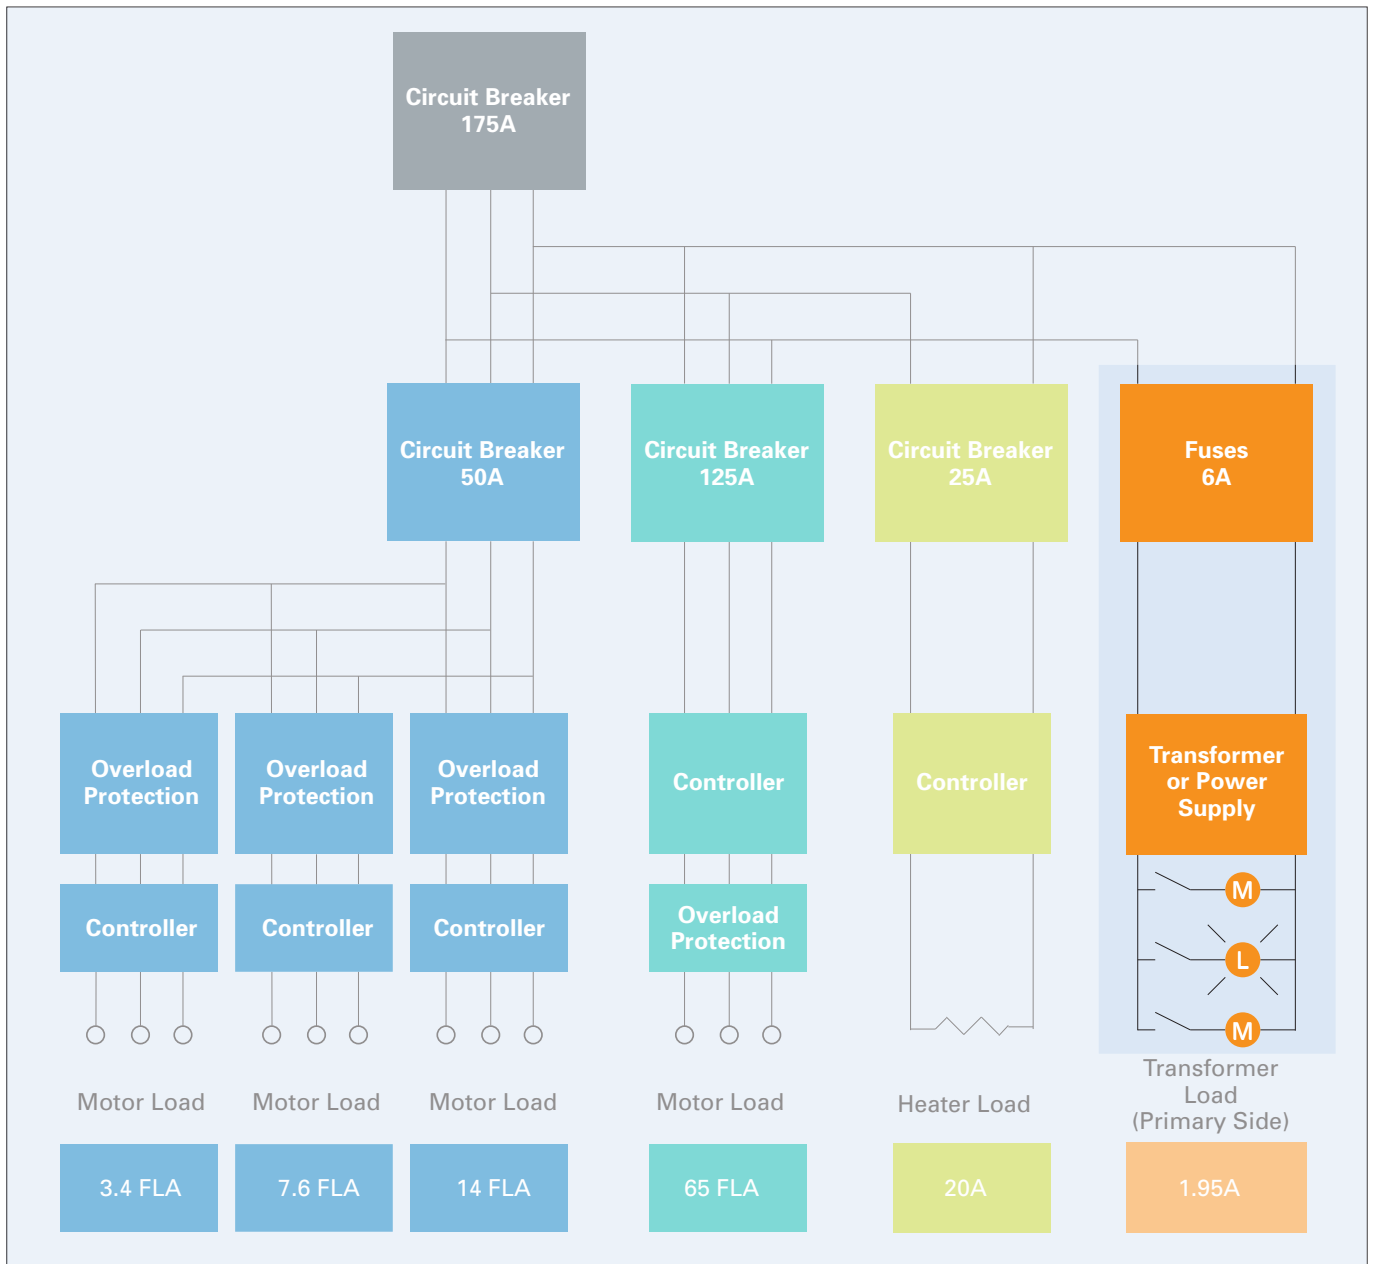 Circuit Breaker
175A
Circuit Breaker
50A
Circuit Breaker
125A
Circuit Breaker
25A
Fuses
6A
Overload
Protection
Overload
Protection
Overload
Protection
Controller
Controller
Transformer
or Power
Supply
Controller
Controller
Controller
Overload
Protection
M
L
M
Motor Load
Motor Load
Motor Load
Motor Load
Heater Load
Transformer
Load
(Primary Side)
3.4 FLA
7.6 FLA
14 FLA
65 FLA
20A
1.95A